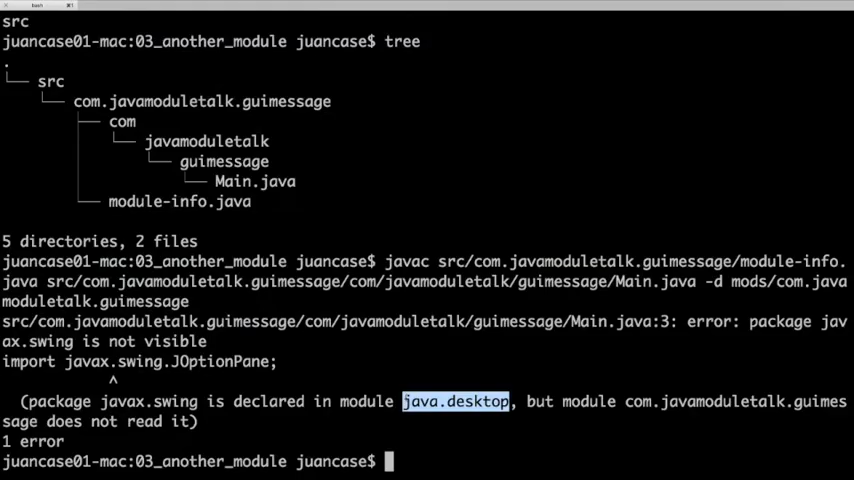 bash
⌘1
src
juancase01-mac:03_another_module juancase$ tree
.
└── src
    └── com.javamoduletalk.guimessage
        ├── com
        │   └── javamoduletalk
        │       └── guimessage
        │           └── Main.java
        └── module-info.java
5 directories, 2 files
juancase01-mac:03_another_module juancase$ javac src/com.javamoduletalk.guimessage/module-info.
java src/com.javamoduletalk.guimessage/com/javamoduletalk/guimessage/Main.java -d mods/com.java
moduletalk.guimessage
src/com.javamoduletalk.guimessage/com/javamoduletalk/guimessage/Main.java:3: error: package jav
ax.swing is not visible
import javax.swing.JOptionPane;
            ^
  (package javax.swing is declared in module java.desktop, but module com.javamoduletalk.guimes
sage does not read it)
1 error
juancase01-mac:03_another_module juancase$